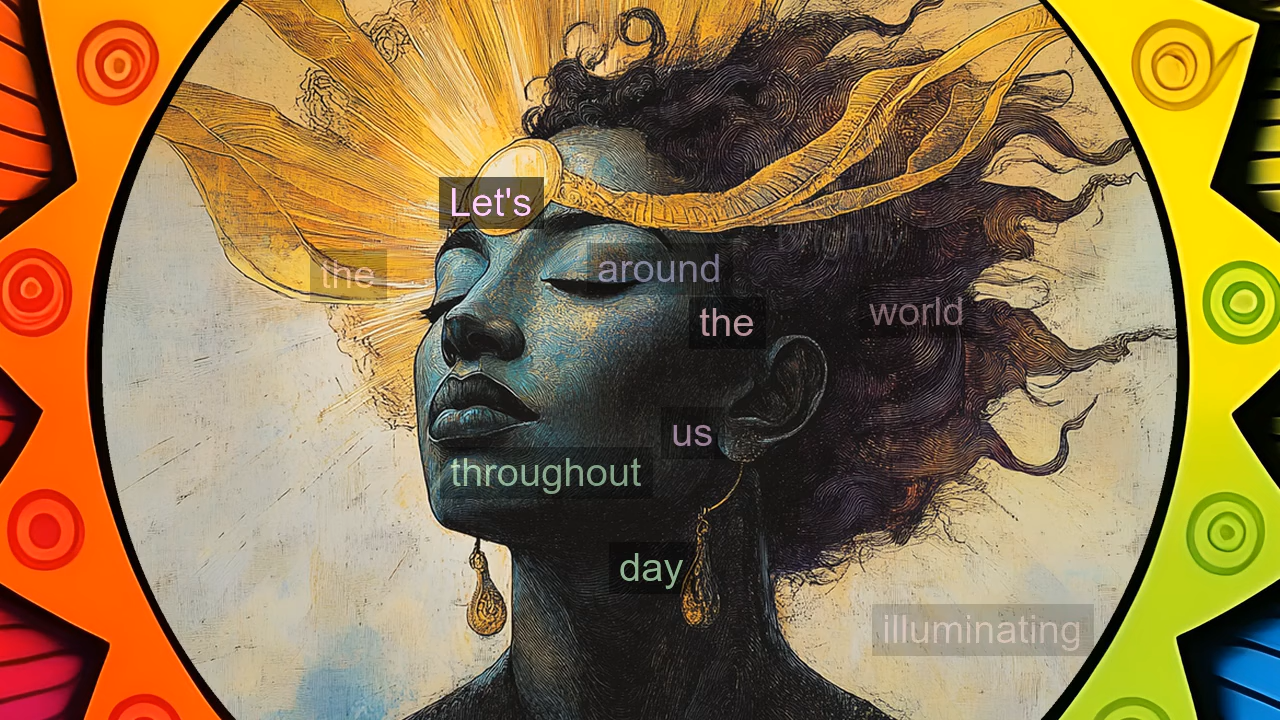 Let's
the
around
world
the
us
throughout
day
illuminating